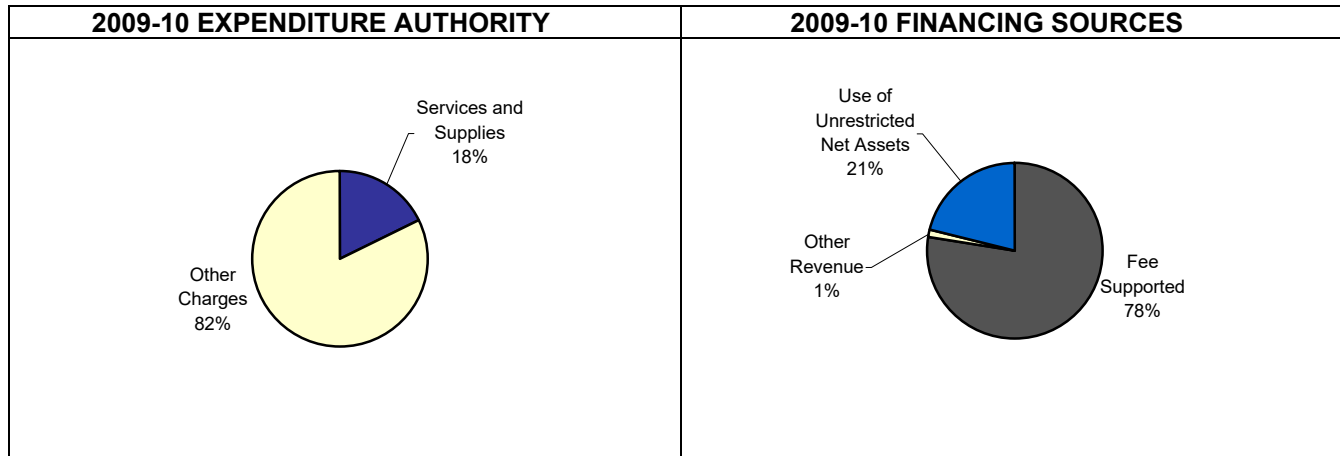 2009-10 EXPENDITURE AUTHORITY
Services and
Supplies
18%
Other
Charges
82%
2009-10 FINANCING SOURCES
Use of
Unrestricted
Net Assets
21%
Other
Revenue
1%
Fee
Supported
78%